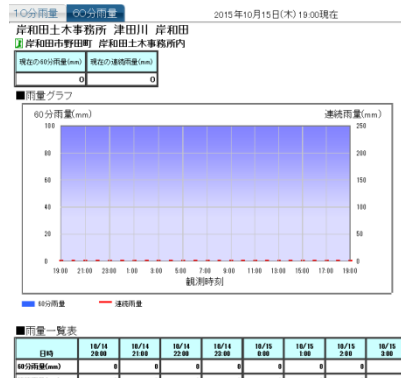 10分雨量 60分雨量 2015年10月15日(木) 19:00現在
岸和田土木事務所 津田川 岸和田
岸和田市野田町 岸和田土木事務所内
現在の60分雨量(mm) 現在の連続雨量(mm)
0 0
■雨量グラフ
60分雨量(mm) 連続雨量(mm)
100 250
80 200
60 150
40 100
20 50
0 0
19:00 21:00 23:00 1:00 3:00 5:00 7:00 9:00 11:00 13:00 15:00 17:00 19:00
観測時刻
60分雨量 連続雨量
■雨量一覧表
日時 10/14 20:00 10/14 21:00 10/14 22:00 10/14 23:00 10/15 0:00 10/15 1:00 10/15 2:00 10/15 3:00
60分雨量(mm) 0 0 0 0 0 0 0 0